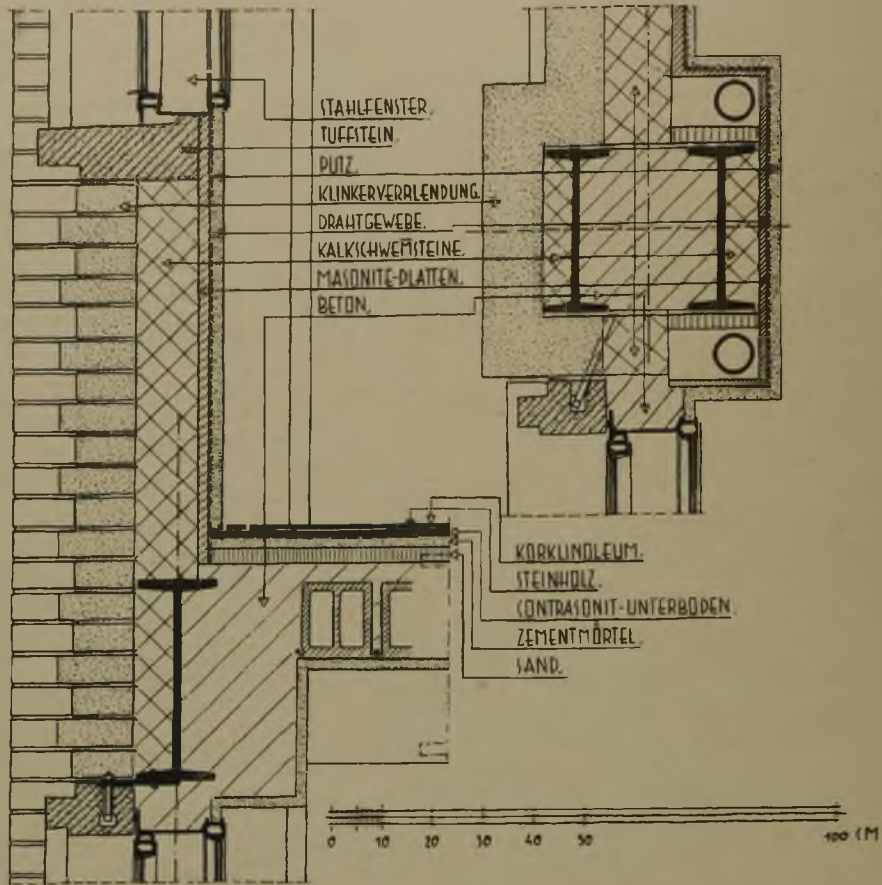 STAHLFENSTER.
TUFFSTEIN.
PUTZ.
KLINKERVERBLENDUNG.
DRAHTGEWEBE.
KALKSCHWEMSTEINE.
MASONITE-PLATTEN.
BETON.
KORKLINOLEUM.
STEINHOLZ.
CONTRASONIT-UNTERBODEN.
ZEMENTMÖRTEL.
SAND.
0 10 20 30 40 50 100 CM